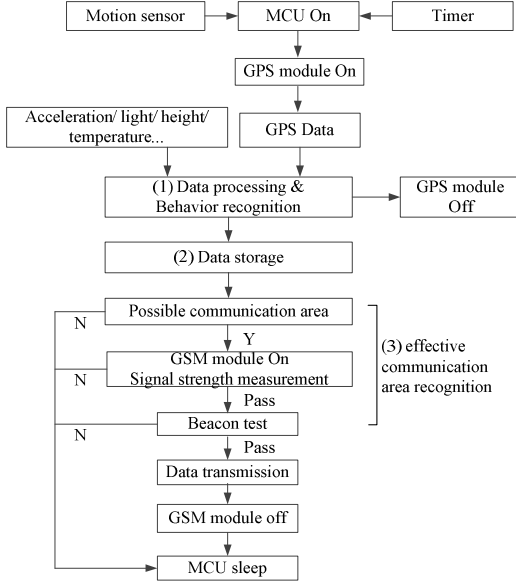 Motion sensor
MCU On
Timer
GPS module On
Acceleration/ light/ height/
temperature...
GPS Data
(1) Data processing &
Behavior recognition
GPS module
Off
(2) Data storage
Possible communication area
N
Y
(3) effective
communication
area recognition
GSM module On
Signal strength measurement
N
Pass
Beacon test
N
Pass
Data transmission
GSM module off
MCU sleep